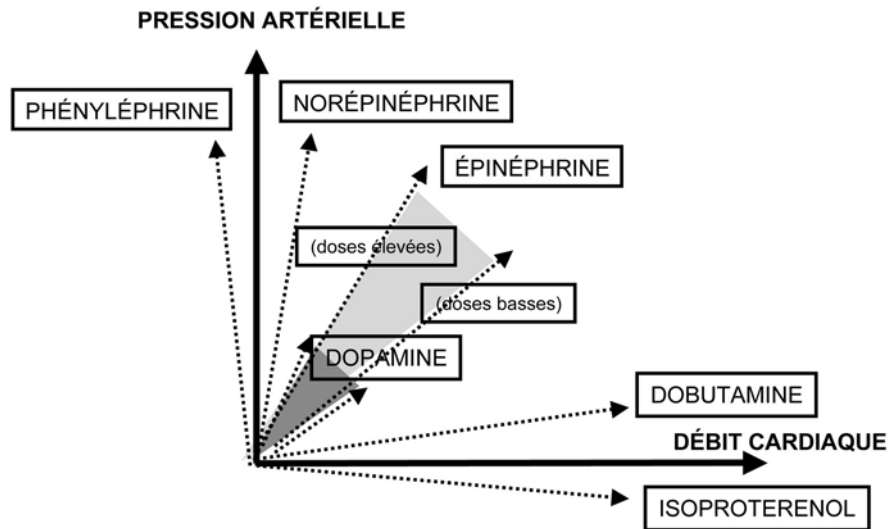 PRESSION ARTÉRIELLE
PHÉNYLÉPHRINE
NORÉPINÉPHRINE
ÉPINÉPHRINE
(doses élevées)
(doses basses)
DOPAMINE
DOBUTAMINE
DÉBIT CARDIAQUE
ISOPROTERENOL